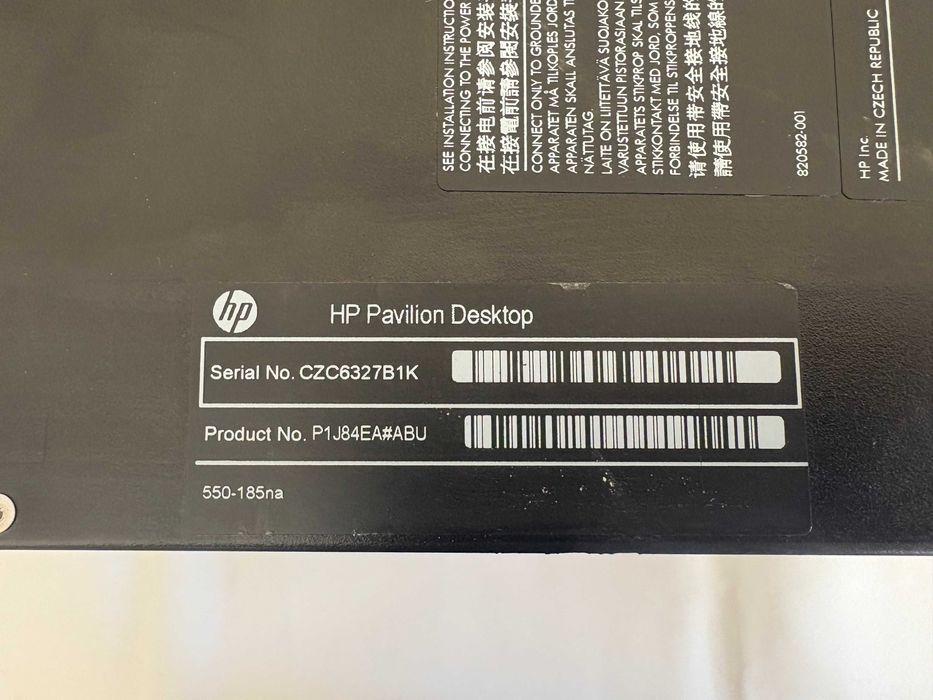 SEE INSTALLATION INSTRUCTIO
CONNECTING TO THE POWER
在接电前请参阅安装
在接電前請參閱安裝
CONNECT ONLY TO GROUNDE
APPARATET MÅ TILKOPLES JORD
APPARATEN SKALL ANSLUTAS T
NÄTTUTAG.
LAITE ON LIITETTÄVÄ SUOJAKO
VARUSTETTUUN PISTORASIAAN
APPARATETS STIKPROP SKAL TILS
STIKKONTAKT MED JORD, SOM
FORBINDELSE TIL STIKPROPPENS
请使用带安全接地线的
請使用帶安全接地線的
820582-001
HP Inc.
MADE IN CZECH REPUBLIC
hp
HP Pavilion Desktop
Serial No. CZC6327B1K
Product No. P1J84EA#ABU
550-185na